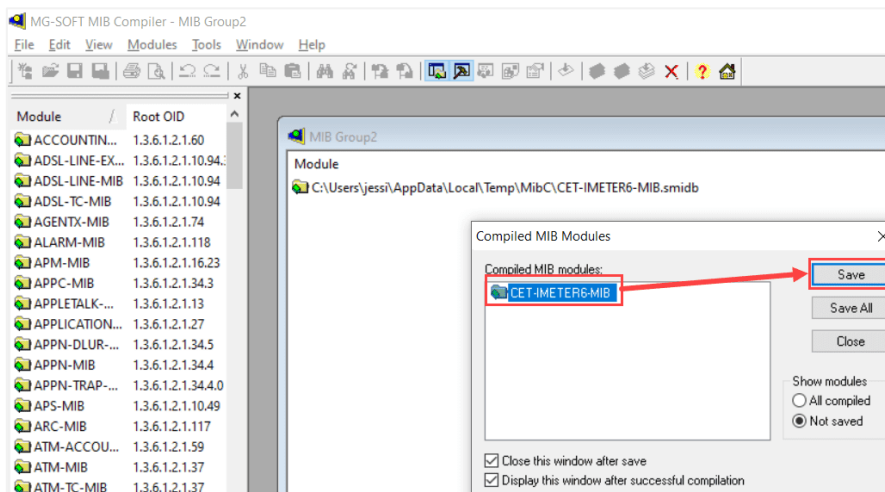 MG-SOFT MIB Compiler - MIB Group2
File Edit View Modules Tools Window Help
Module Root OID
ACCOUNTIN... 1.3.6.1.2.1.60
ADSL-LINE-EX... 1.3.6.1.2.1.10.94.:
ADSL-LINE-MIB 1.3.6.1.2.1.10.94
ADSL-TC-MIB 1.3.6.1.2.1.10.94
AGENTX-MIB 1.3.6.1.2.1.74
ALARM-MIB 1.3.6.1.2.1.118
APM-MIB 1.3.6.1.2.1.16.23
APPC-MIB 1.3.6.1.2.1.34.3
APPLETALK-... 1.3.6.1.2.1.13
APPLICATION... 1.3.6.1.2.1.27
APPN-DLUR-... 1.3.6.1.2.1.34.5
APPN-MIB 1.3.6.1.2.1.34.4
APPN-TRAP-... 1.3.6.1.2.1.34.4.0
APS-MIB 1.3.6.1.2.1.10.49
ARC-MIB 1.3.6.1.2.1.117
ATM-ACCOU... 1.3.6.1.2.1.59
ATM-MIB 1.3.6.1.2.1.37
ATM-TC-MIB 1.3.6.1.2.1.37
MIB Group2
Module
C:\Users\jessi\AppData\Local\Temp\MibC\CET-IMETER6-MIB.smidb
Compiled MIB Modules
Compiled MIB modules:
CET-IMETER6-MIB
Save
Save All
Close
Show modules
All compiled
Not saved
Close this window after save
Display this window after successful compilation